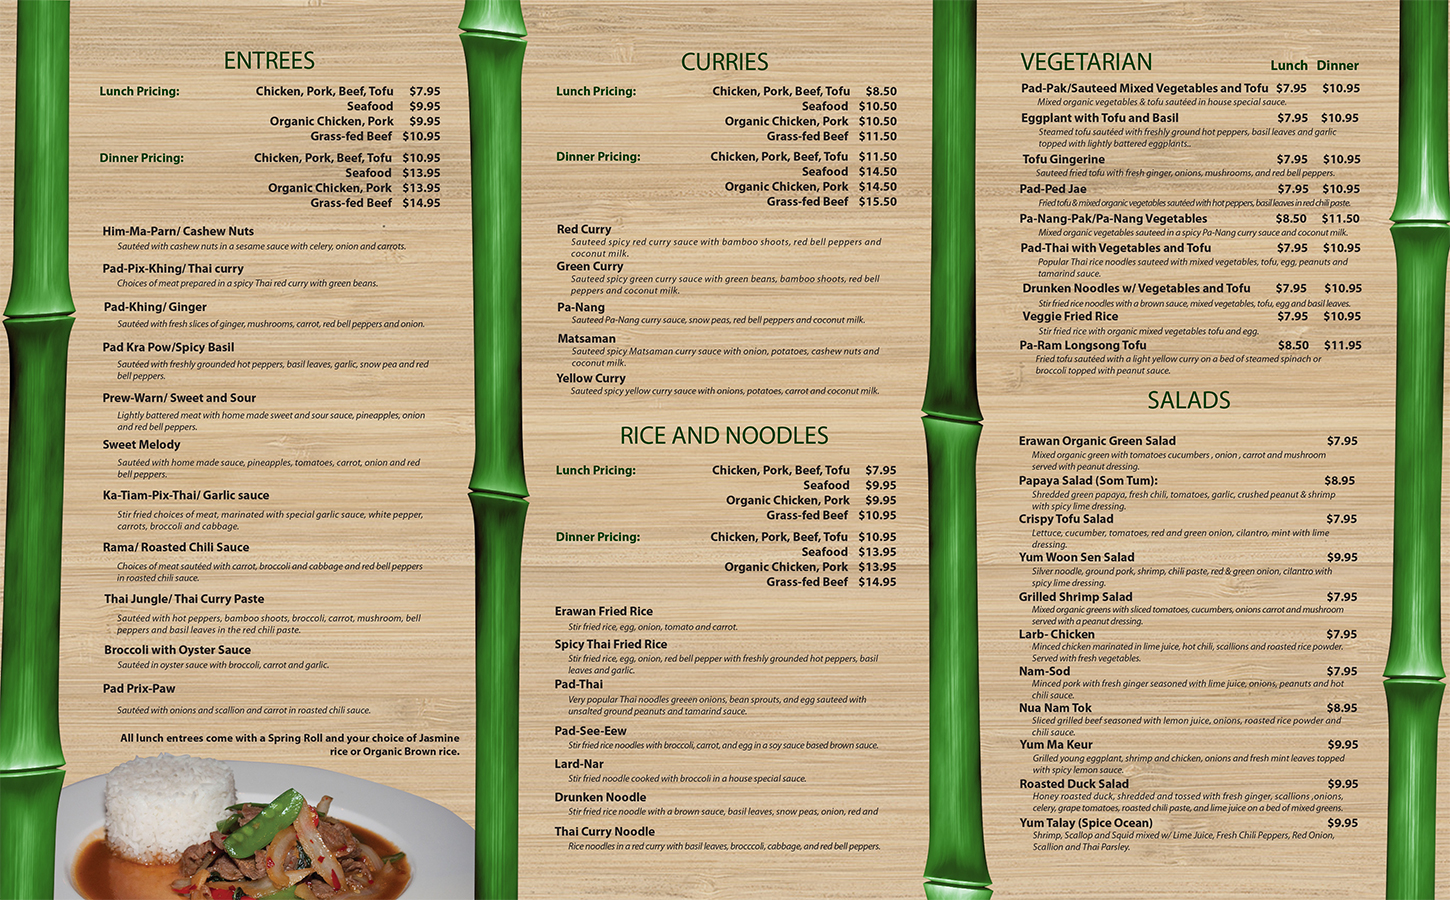 ENTREES
Lunch Pricing: Chicken, Pork, Beef, Tofu $7.95
Seafood $9.95
Organic Chicken, Pork $9.95
Grass-fed Beef $10.95
Dinner Pricing: Chicken, Pork, Beef, Tofu $10.95
Seafood $13.95
Organic Chicken, Pork $13.95
Grass-fed Beef $14.95
Him-Ma-Parn/ Cashew Nuts
Sautéed with cashew nuts in a sesame sauce with celery, onion and carrots.
Pad-Pix-Khing/ Thai curry
Choices of meat prepared in a spicy Thai red curry with green beans.
Pad-Khing/ Ginger
Sautéed with fresh slices of ginger, mushrooms, carrot, red bell peppers and onion.
Pad Kra Pow/Spicy Basil
Sautéed with freshly grounded hot peppers, basil leaves, garlic, snow pea and red
bell peppers.
Prew-Warn/ Sweet and Sour
Lightly battered meat with home made sweet and sour sauce, pineapples, onion
and red bell peppers.
Sweet Melody
Sautéed with home made sauce, pineapples, tomatoes, carrot, onion and red
bell peppers.
Ka-Tiam-Pix-Thai/ Garlic sauce
Stir fried choices of meat, marinated with special garlic sauce, white pepper,
carrots, broccoli and cabbage.
Rama/ Roasted Chili Sauce
Choices of meat sautéed with carrot, broccoli and cabbage and red bell peppers
in roasted chili sauce.
Thai Jungle/ Thai Curry Paste
Sautéed with hot peppers, bamboo shoots, broccoli, carrot, mushroom, bell
peppers and basil leaves in the red chili paste.
Broccoli with Oyster Sauce
Sautéed in oyster sauce with broccoli, carrot and garlic.
Pad Prix-Paw
Sautéed with onions and scallion and carrot in roasted chili sauce.
All lunch entrees come with a Spring Roll and your choice of Jasmine
rice or Organic Brown rice.
CURRIES
Lunch Pricing: Chicken, Pork, Beef, Tofu $8.50
Seafood $10.50
Organic Chicken, Pork $10.50
Grass-fed Beef $11.50
Dinner Pricing: Chicken, Pork, Beef, Tofu $11.50
Seafood $14.50
Organic Chicken, Pork $14.50
Grass-fed Beef $15.50
Red Curry
Sauteed spicy red curry sauce with bamboo shoots, red bell peppers and
coconut milk.
Green Curry
Sauteed spicy green curry sauce with green beans, bamboo shoots, red bell
peppers and coconut milk.
Pa-Nang
Sauteed Pa-Nang curry sauce, snow peas, red bell peppers and coconut milk.
Matsaman
Sauteed spicy Matsaman curry sauce with onion, potatoes, cashew nuts and
coconut milk.
Yellow Curry
Sauteed spicy yellow curry sauce with onions, potatoes, carrot and coconut milk.
RICE AND NOODLES
Lunch Pricing: Chicken, Pork, Beef, Tofu $7.95
Seafood $9.95
Organic Chicken, Pork $9.95
Grass-fed Beef $10.95
Dinner Pricing: Chicken, Pork, Beef, Tofu $10.95
Seafood $13.95
Organic Chicken, Pork $13.95
Grass-fed Beef $14.95
Erawan Fried Rice
Stir fried rice, egg, onion, tomato and carrot.
Spicy Thai Fried Rice
Stir fried rice, egg, onion, red bell pepper with freshly grounded hot peppers, basil
leaves and garlic.
Pad-Thai
Very popular Thai noodles greeen onions, bean sprouts, and egg sauteed with
unsalted ground peanuts and tamarind sauce.
Pad-See-Eew
Stir fried rice noodles with broccoli, carrot, and egg in a soy sauce based brown sauce.
Lard-Nar
Stir fried noodle cooked with broccoli in a house special sauce.
Drunken Noodle
Stir fried rice noodle with a brown sauce, basil leaves, snow peas, onion, red and
Thai Curry Noodle
Rice noodles in a red curry with basil leaves, brocccoli, cabbage, and red bell peppers.
VEGETARIAN Lunch Dinner
Pad-Pak/Sauteed Mixed Vegetables and Tofu $7.95 $10.95
Mixed organic vegetables & tofu sautéed in house special sauce.
Eggplant with Tofu and Basil $7.95 $10.95
Steamed tofu sautéed with freshly ground hot peppers, basil leaves and garlic
topped with lightly battered eggplants..
Tofu Gingerine $7.95 $10.95
Sauteed fried tofu with fresh ginger, onions, mushrooms, and red bell peppers.
Pad-Ped Jae $7.95 $10.95
Fried tofu & mixed organic vegetables sautéed with hot peppers, basil leaves in red chili paste.
Pa-Nang-Pak/Pa-Nang Vegetables $8.50 $11.50
Mixed organic vegetables sauteed in a spicy Pa-Nang curry sauce and coconut milk.
Pad-Thai with Vegetables and Tofu $7.95 $10.95
Popular Thai rice noodles sauteed with mixed vegetables, tofu, egg, peanuts and
tamarind sauce.
Drunken Noodles w/ Vegetables and Tofu $7.95 $10.95
Stir fried rice noodles with a brown sauce, mixed vegetables, tofu, egg and basil leaves.
Veggie Fried Rice $7.95 $10.95
Stir fried rice with organic mixed vegetables tofu and egg.
Pa-Ram Longsong Tofu $8.50 $11.95
Fried tofu sautéed with a light yellow curry on a bed of steamed spinach or
broccoli topped with peanut sauce.
SALADS
Erawan Organic Green Salad $7.95
Mixed organic green with tomatoes cucumbers , onion , carrot and mushroom
served with peanut dressing.
Papaya Salad (Som Tum): $8.95
Shredded green papaya, fresh chili, tomatoes, garlic, crushed peanut & shrimp
with spicy lime dressing.
Crispy Tofu Salad $7.95
Lettuce, cucumber, tomatoes, red and green onion, cilantro, mint with lime
dressing.
Yum Woon Sen Salad $9.95
Silver noodle, ground pork, shrimp, chili paste, red & green onion, cilantro with
spicy lime dressing.
Grilled Shrimp Salad $7.95
Mixed organic greens with sliced tomatoes, cucumbers, onions carrot and mushroom
served with a peanut dressing.
Larb- Chicken $7.95
Minced chicken marinated in lime juice, hot chili, scallions and roasted rice powder.
Served with fresh vegetables.
Nam-Sod $7.95
Minced pork with fresh ginger seasoned with lime juice, onions, peanuts and hot
chili sauce.
Nua Nam Tok $8.95
Sliced grilled beef seasoned with lemon juice, onions, roasted rice powder and
chili sauce.
Yum Ma Keur $9.95
Grilled young eggplant, shrimp and chicken, onions and fresh mint leaves topped
with spicy lemon sauce.
Roasted Duck Salad $9.95
Honey roasted duck, shredded and tossed with fresh ginger, scallions ,onions,
celery, grape tomatoes, roasted chili paste, and lime juice on a bed of mixed greens.
Yum Talay (Spice Ocean) $9.95
Shrimp, Scallop and Squid mixed w/ Lime Juice, Fresh Chili Peppers, Red Onion,
Scallion and Thai Parsley.